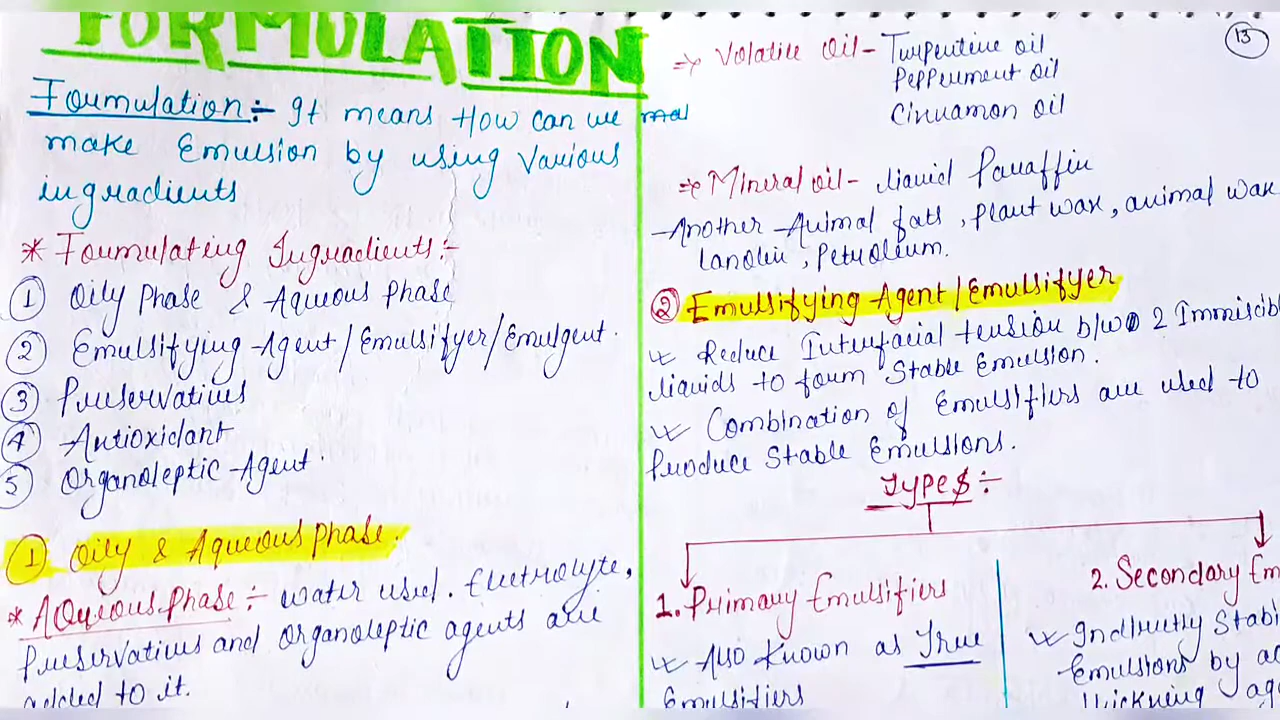 FORMULATION
Formulation:- It means How can we
make Emulsion by using Various
ingradients
* Formulating Ingradients:-
1 Oily Phase & Aqueous Phase
2 Emulsifying Agent/Emulsifyer/Emulgent.
3 Preservatives
4 Antioxidant
5 Organoleptic Agent.
1 Oily & Aqueous Phase.
* AQueous Phase:- water used. Electrolyte,
Preservatives and organoleptic agents are
added to it.
13
⇒ Volatile Oil- Turpentine oil
Peppermint oil
Cinnamon oil
⇒ Mineral oil- liquid Paraffin
-Another -Animal fats, plant wax, animal wax
Lanolin, Petroleum.
2 Emulsifying Agent/Emulsifyer
Reduce Interfacial tension b/w 2 Immiscib
liquids to form Stable Emulsion.
Combination of Emulsifiers are used to
Produce Stable Emulsions.
Types:-
1. Primary Emulsifiers
Also Known as True
Emulsifiers
2. Secondary Em
Indirectly Stabi
Emulsions by a
thickning ag